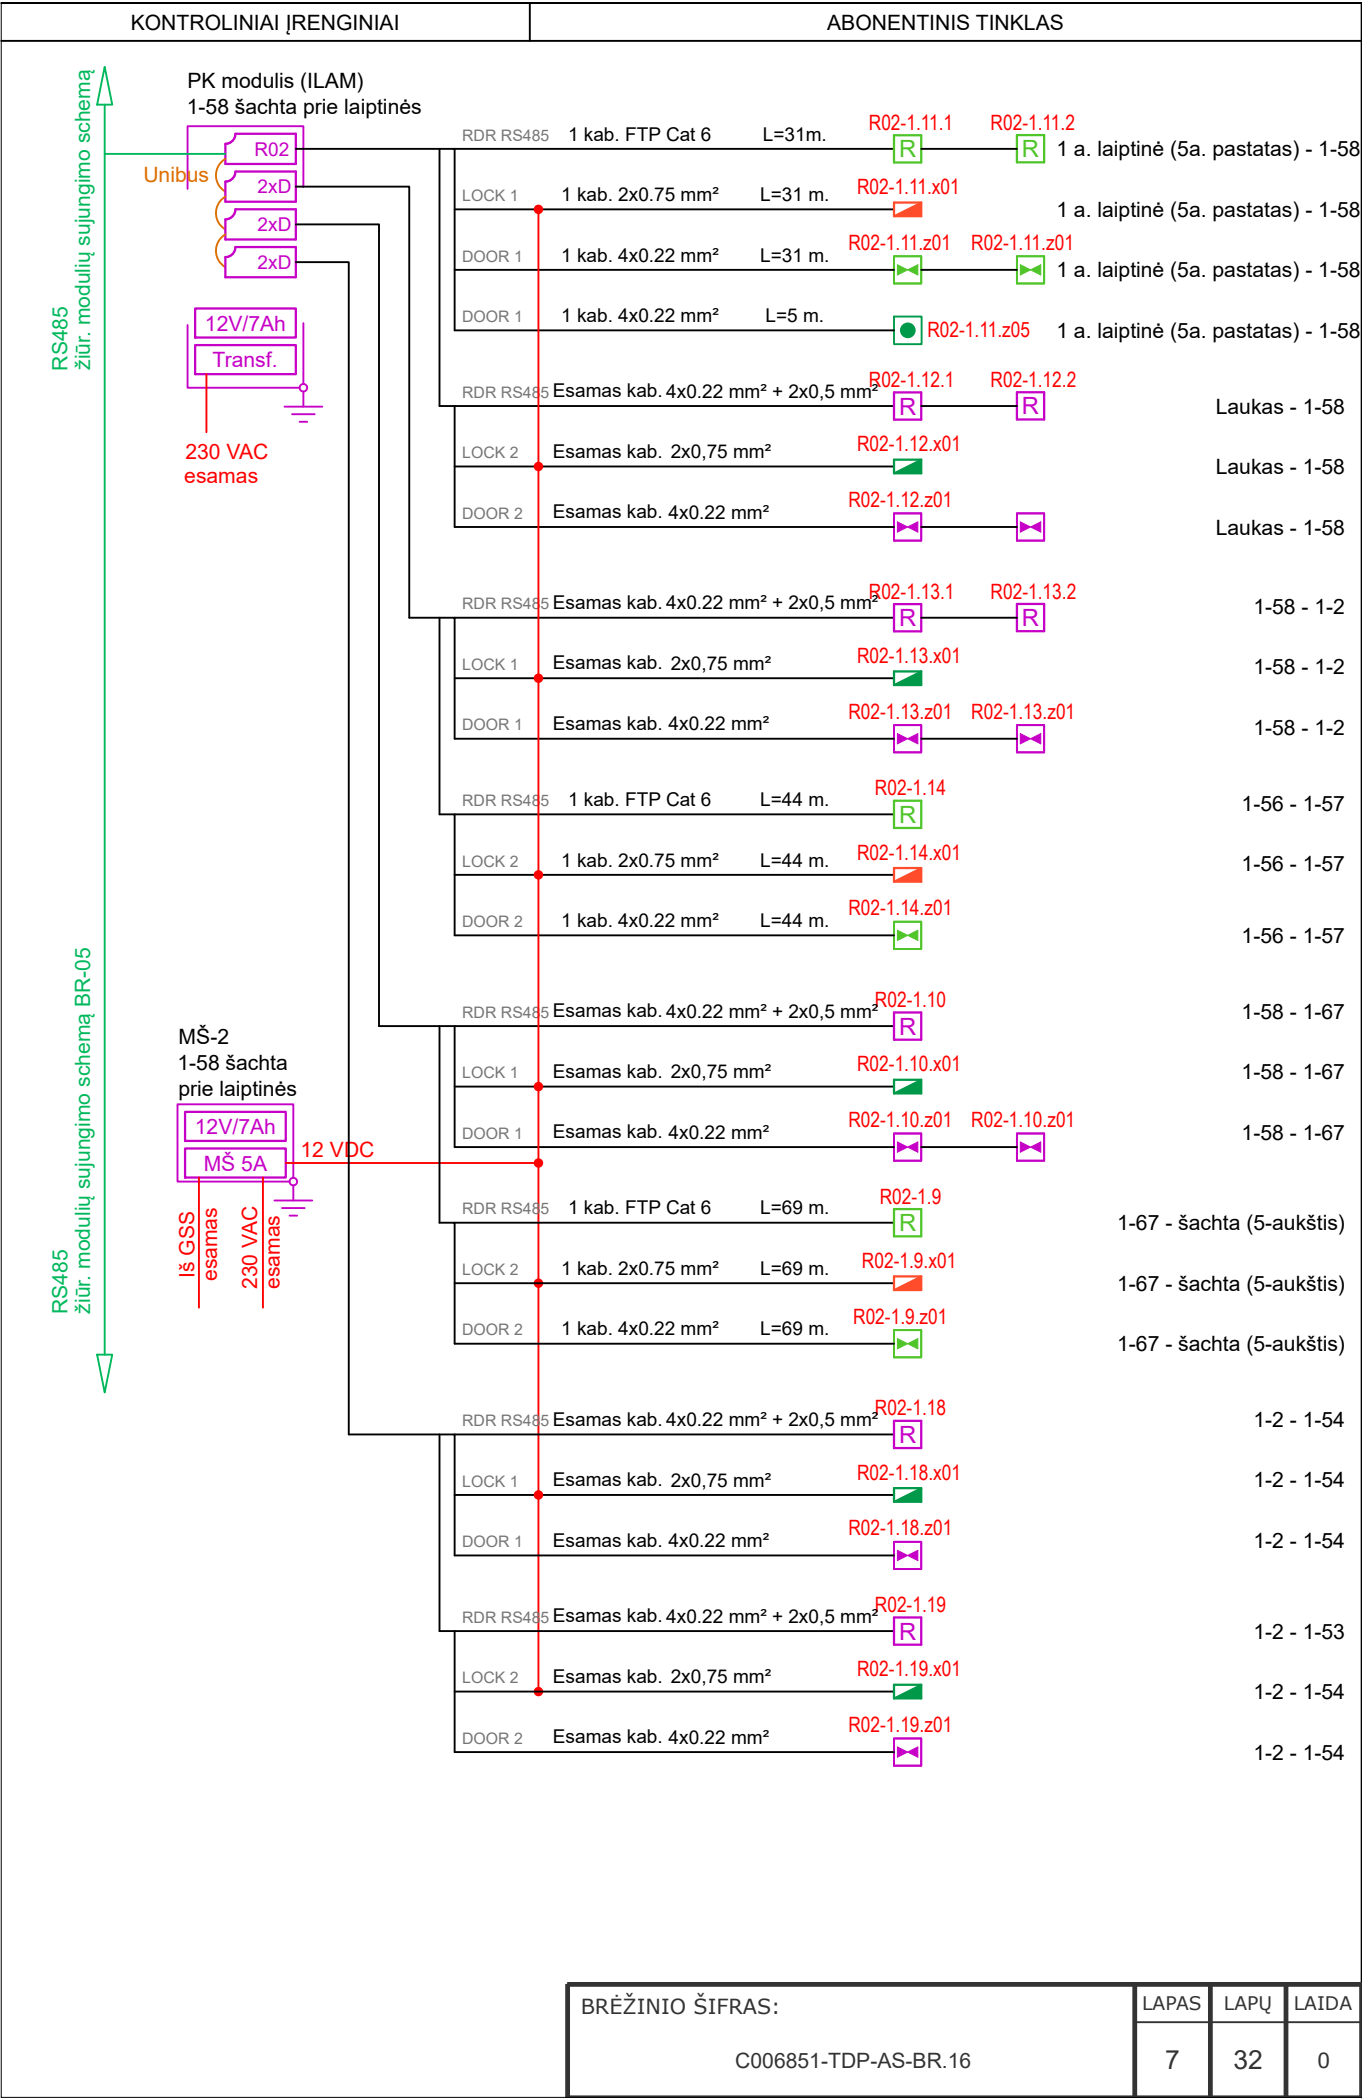 KONTROLINIAI ĮRENGINIAI
ABONENTINIS TINKLAS
RS485
žiūr. modulių sujungimo schemą
PK modulis (ILAM)
1-58 šachta prie laiptinės
R02
Unibus
2xD
2xD
2xD
12V/7Ah
Transf.
230 VAC
esamas
RDR RS485 1 kab. FTP Cat 6 L=31m. R02-1.11.1 R R02-1.11.2 R 1 a. laiptinė (5a. pastatas) - 1-58
LOCK 1 1 kab. 2x0.75 mm² L=31 m. R02-1.11.x01 1 a. laiptinė (5a. pastatas) - 1-58
DOOR 1 1 kab. 4x0.22 mm² L=31 m. R02-1.11.z01 R02-1.11.z01 1 a. laiptinė (5a. pastatas) - 1-58
DOOR 1 1 kab. 4x0.22 mm² L=5 m. R02-1.11.z05 1 a. laiptinė (5a. pastatas) - 1-58
RDR RS485 Esamas kab. 4x0.22 mm² + 2x0,5 mm² R02-1.12.1 R R02-1.12.2 R Laukas - 1-58
LOCK 2 Esamas kab. 2x0,75 mm² R02-1.12.x01 Laukas - 1-58
DOOR 2 Esamas kab. 4x0.22 mm² R02-1.12.z01 Laukas - 1-58
RDR RS485 Esamas kab. 4x0.22 mm² + 2x0,5 mm² R02-1.13.1 R R02-1.13.2 R 1-58 - 1-2
LOCK 1 Esamas kab. 2x0,75 mm² R02-1.13.x01 1-58 - 1-2
DOOR 1 Esamas kab. 4x0.22 mm² R02-1.13.z01 R02-1.13.z01 1-58 - 1-2
RDR RS485 1 kab. FTP Cat 6 L=44 m. R02-1.14 R 1-56 - 1-57
LOCK 2 1 kab. 2x0.75 mm² L=44 m. R02-1.14.x01 1-56 - 1-57
DOOR 2 1 kab. 4x0.22 mm² L=44 m. R02-1.14.z01 1-56 - 1-57
RS485
žiūr. modulių sujungimo schemą BR-05
MŠ-2
1-58 šachta
prie laiptinės
12V/7Ah
MŠ 5A
12 VDC
Iš GSS
esamas
230 VAC
esamas
RDR RS485 Esamas kab. 4x0.22 mm² + 2x0,5 mm² R02-1.10 R 1-58 - 1-67
LOCK 1 Esamas kab. 2x0,75 mm² R02-1.10.x01 1-58 - 1-67
DOOR 1 Esamas kab. 4x0.22 mm² R02-1.10.z01 R02-1.10.z01 1-58 - 1-67
RDR RS485 1 kab. FTP Cat 6 L=69 m. R02-1.9 R 1-67 - šachta (5-aukštis)
LOCK 2 1 kab. 2x0.75 mm² L=69 m. R02-1.9.x01 1-67 - šachta (5-aukštis)
DOOR 2 1 kab. 4x0.22 mm² L=69 m. R02-1.9.z01 1-67 - šachta (5-aukštis)
RDR RS485 Esamas kab. 4x0.22 mm² + 2x0,5 mm² R02-1.18 R 1-2 - 1-54
LOCK 1 Esamas kab. 2x0,75 mm² R02-1.18.x01 1-2 - 1-54
DOOR 1 Esamas kab. 4x0.22 mm² R02-1.18.z01 1-2 - 1-54
RDR RS485 Esamas kab. 4x0.22 mm² + 2x0,5 mm² R02-1.19 R 1-2 - 1-53
LOCK 2 Esamas kab. 2x0,75 mm² R02-1.19.x01 1-2 - 1-54
DOOR 2 Esamas kab. 4x0.22 mm² R02-1.19.z01 1-2 - 1-54
BRĖŽINIO ŠIFRAS: LAPAS LAPŲ LAIDA
C006851-TDP-AS-BR.16 7 32 0